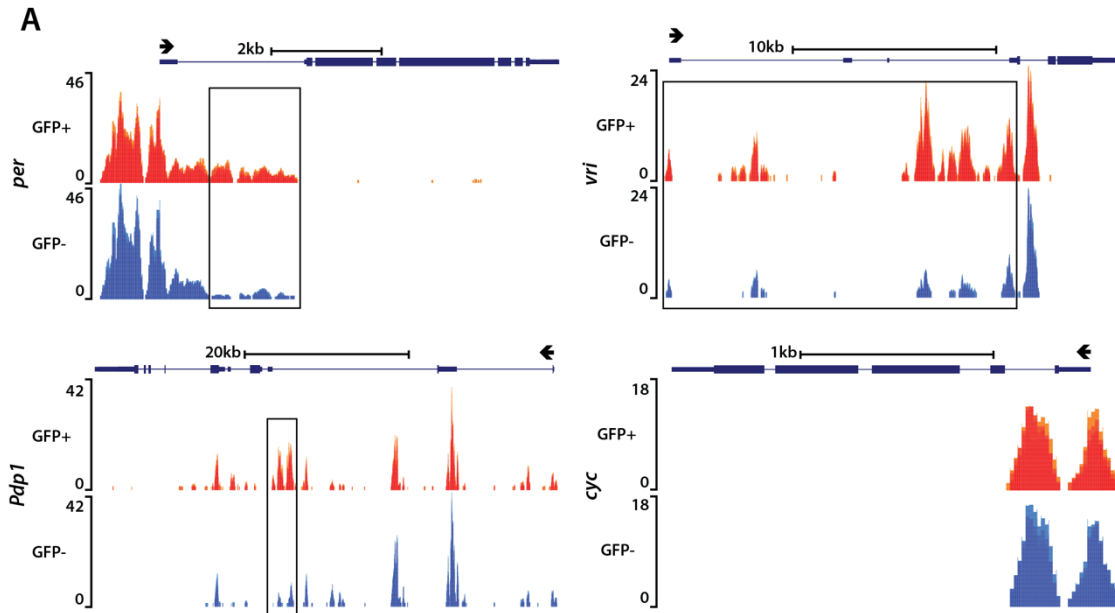 A
2kb
46
GFP+
0
46
GFP-
0
per
10kb
24
GFP+
0
24
GFP-
0
vri
20kb
42
GFP+
0
42
GFP-
0
Pdp1
1kb
18
GFP+
0
18
GFP-
0
cyc